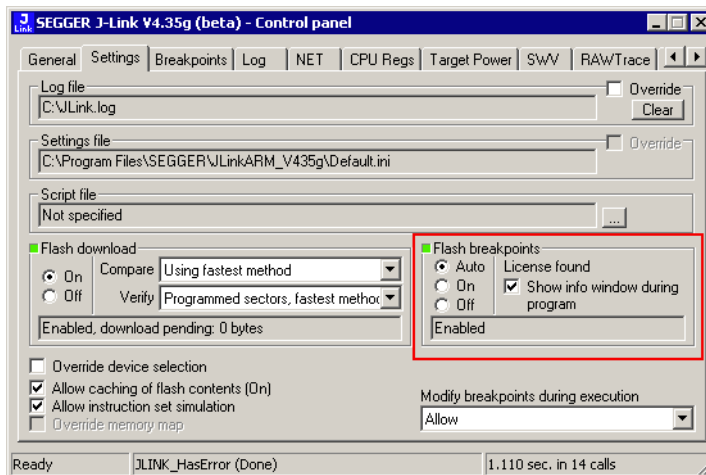 J Link SEGGER J-Link V4.35g (beta) - Control panel
General Settings Breakpoints Log NET CPU Regs Target Power SWV RAWTrace
Log file Override
C:\JLink.log Clear
Settings file Override
C:\Program Files\SEGGER\JLinkARM_V435g\Default.ini
Script file
Not specified ...
Flash download Flash breakpoints
On Compare Using fastest method Auto License found
Off Verify Programmed sectors, fastest method On Show info window during
Off program
Enabled, download pending: 0 bytes Enabled
Override device selection
Allow caching of flash contents (On) Modify breakpoints during execution
Allow instruction set simulation Allow
Override memory map
Ready JLINK_HasError (Done) 1.110 sec. in 14 calls